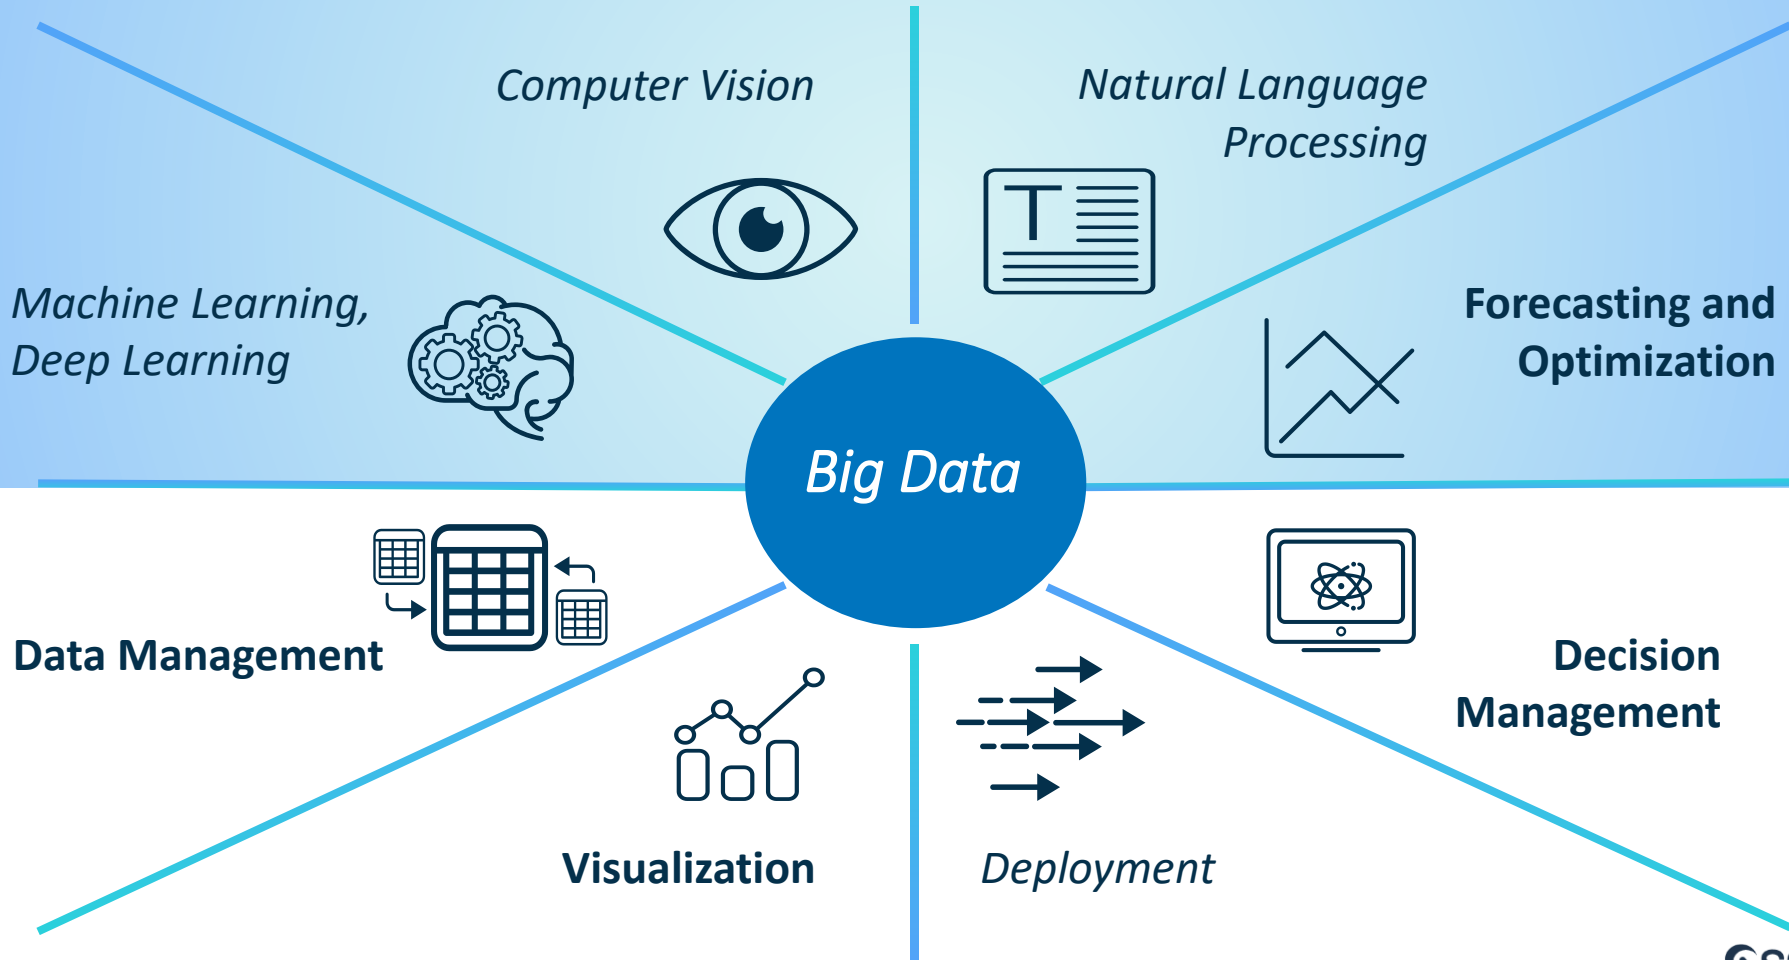 Computer Vision
Natural Language
Processing
Machine Learning,
Deep Learning
T
Forecasting and
Optimization
Big Data
Data Management
Decision
Management
Visualization
Deployment